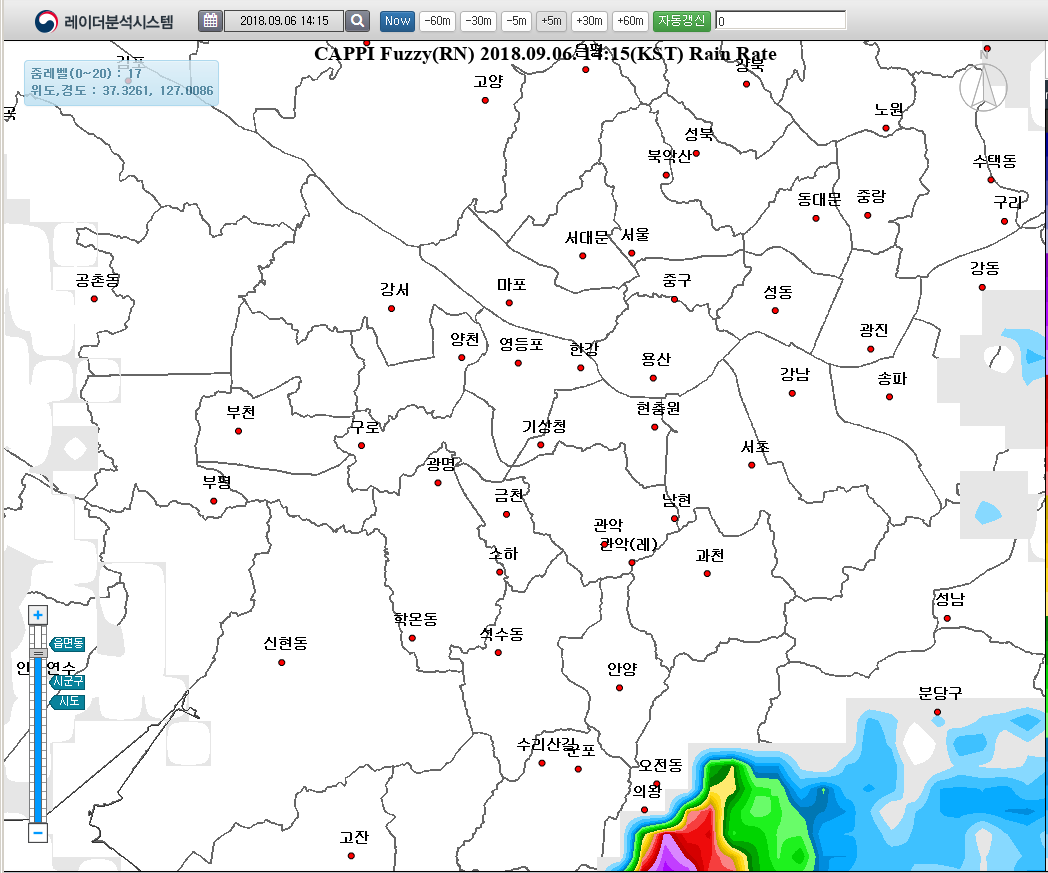 레이더분석시스템
2018.09.06 14:15
Now
-60m
-30m
-5m
+5m
+30m
+60m
자동갱신
0
CAPPI Fuzzy(RN) 2018.09.06. 14:15(KST) Rain Rate
줌레벨(0~20) : 17
위도,경도 : 37.3261, 127.0086
N
김포
은평
강북
고양
노원
성북
북악산
수택동
동대문
중랑
구리
서대문
서울
공촌동
강서
마포
중구
성동
강동
양천
영등포
한강
용산
광진
강남
송파
부천
구로
기상청
현충원
서초
광명
부평
금천
남현
관악
관악(레)
소하
과천
학온동
석수동
신현동
성남
안양
분당구
연수
+
읍면동
시군구
시도
-
수리산길
군포
오전동
의왕
고잔